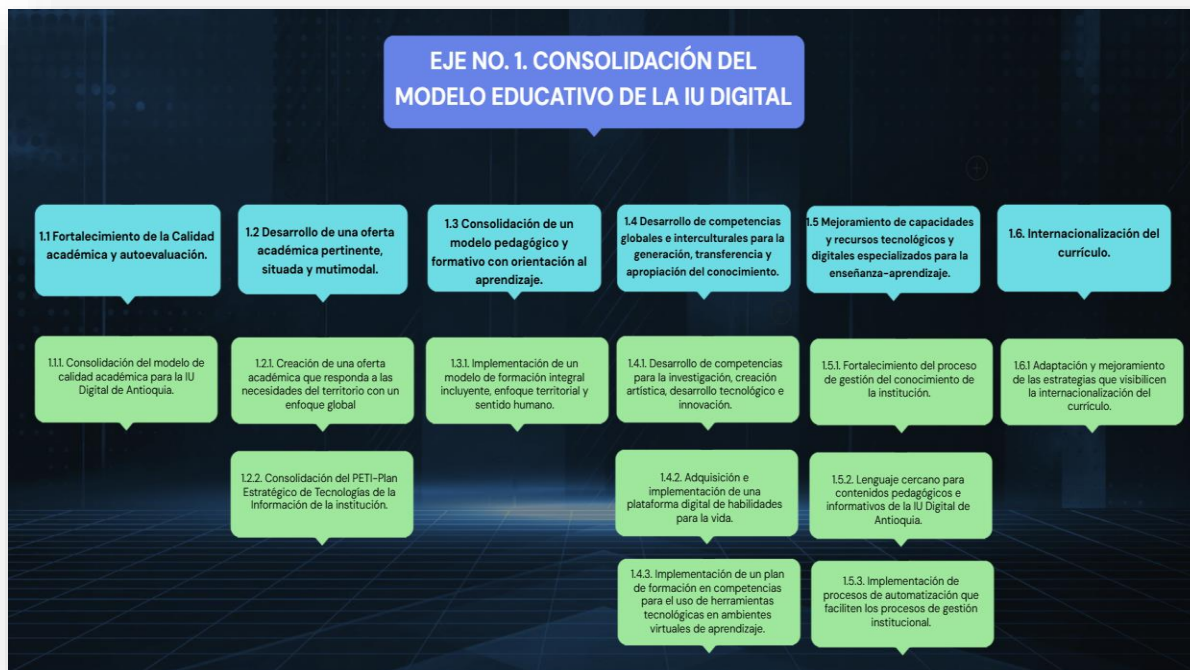 EJE NO. 1. CONSOLIDACIÓN DEL
MODELO EDUCATIVO DE LA IU DIGITAL
1.1 Fortalecimiento de la Calidad
académica y autoevaluación.
1.2 Desarrollo de una oferta
académica pertinente,
situada y mutimodal.
1.3 Consolidación de un
modelo pedagógico y
formativo con orientación al
aprendizaje.
1.4 Desarrollo de competencias
globales e interculturales para la
generación, transferencia y
apropiación del conocimiento.
1.5 Mejoramiento de capacidades
y recursos tecnológicos y
digitales especializados para la
enseñanza-aprendizaje.
1.6. Internacionalización del
currículo.
1.1.1. Consolidación del modelo de
calidad académica para la IU
Digital de Antioquia.
1.2.1. Creación de una oferta
académica que responda a las
necesidades del territorio con un
enfoque global
1.3.1. Implementación de un
modelo de formación integral
incluyente, enfoque territorial y
sentido humano.
1.4.1. Desarrollo de competencias
para la investigación, creación
artística, desarrollo tecnológico e
innovación.
1.5.1. Fortalecimiento del proceso
de gestión del conocimiento de
la institución.
1.6.1 Adaptación y mejoramiento
de las estrategias que visibilicen
la internacionalización del
currículo.
1.2.2. Consolidación del PETI-Plan
Estratégico de Tecnologías de la
Información de la institución.
1.4.2. Adquisición e
implementación de una
plataforma digital de habilidades
para la vida.
1.5.2. Lenguaje cercano para
contenidos pedagógicos e
informativos de la IU Digital de
Antioquia.
1.4.3. Implementación de un plan
de formación en competencias
para el uso de herramientas
tecnológicas en ambientes
virtuales de aprendizaje.
1.5.3. Implementación de
procesos de automatización que
faciliten los procesos de gestión
institucional.